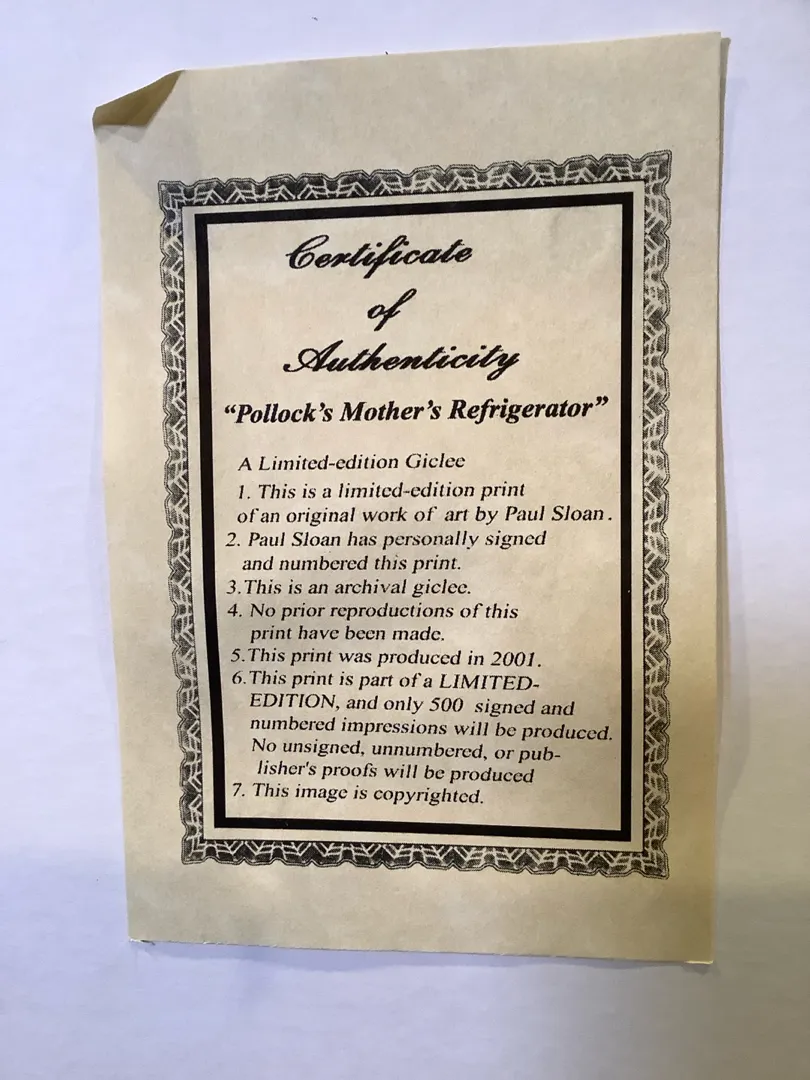 Certificate
of
Authenticity
“Pollock’s Mother’s Refrigerator”
A Limited-edition Giclee
1. This is a limited-edition print
of an original work of art by Paul Sloan.
2. Paul Sloan has personally signed
and numbered this print.
3. This is an archival giclee.
4. No prior reproductions of this
print have been made.
5. This print was produced in 2001.
6. This print is part of a LIMITED-
EDITION, and only 500 signed and
numbered impressions will be produced.
No unsigned, unnumbered, or pub-
lisher's proofs will be produced
7. This image is copyrighted.